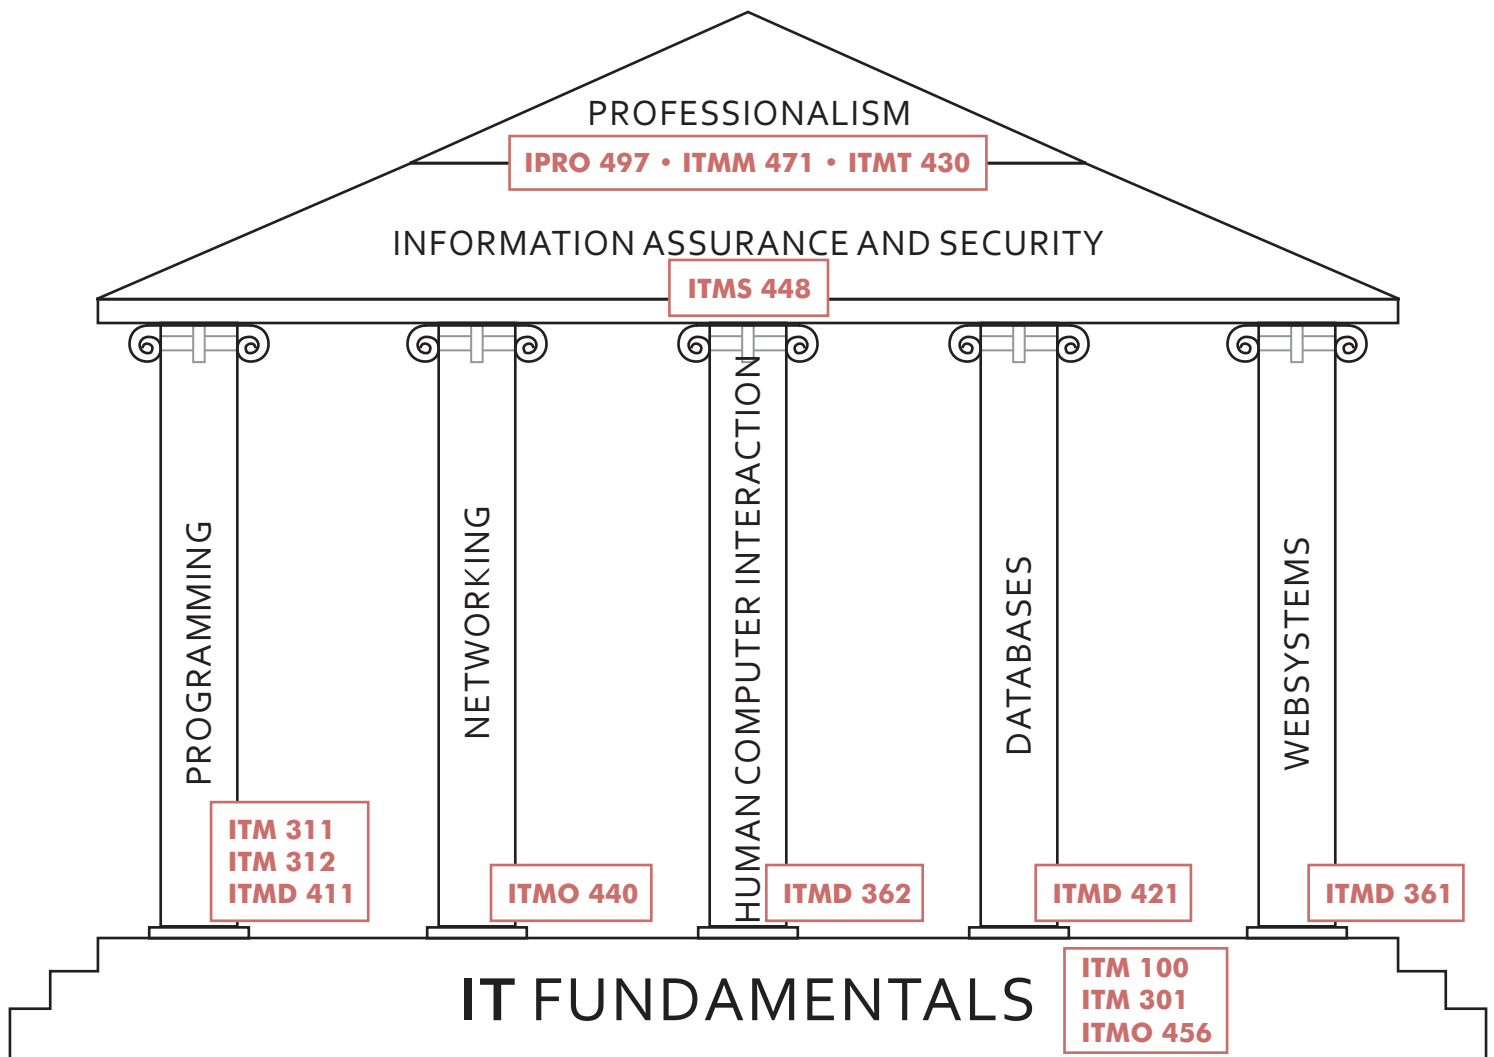 PROFESSIONALISM
IPRO 497 • ITMM 471 • ITMT 430
INFORMATION ASSURANCE AND SECURITY
ITMS 448
PROGRAMMING
ITM 311
ITM 312
ITMD 411
NETWORKING
ITMO 440
HUMAN COMPUTER INTERACTION
ITMD 362
DATABASES
ITMD 421
WEBSYSTEMS
ITMD 361
IT FUNDAMENTALS
ITM 100
ITM 301
ITMO 456